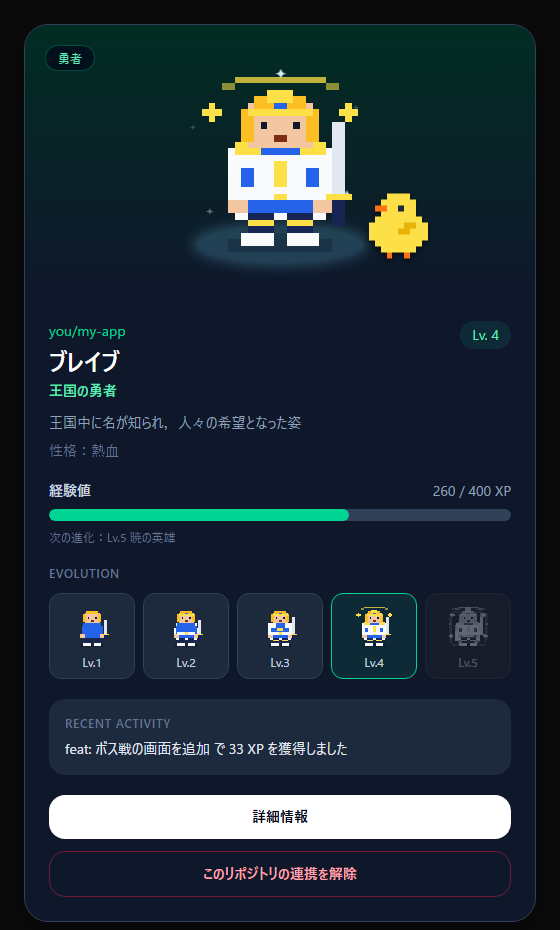 勇者
you/my-app
Lv. 4
ブレイブ
王国の勇者
王国中に名が知られ、人々の希望となった姿
性格：熱血
経験値
260 / 400 XP
次の進化：Lv.5 暁の英雄
EVOLUTION
Lv.1
Lv.2
Lv.3
Lv.4
Lv.5
RECENT ACTIVITY
feat: ボス戦の画面を追加 で 33 XP を獲得しました
詳細情報
このリポジトリの連携を解除